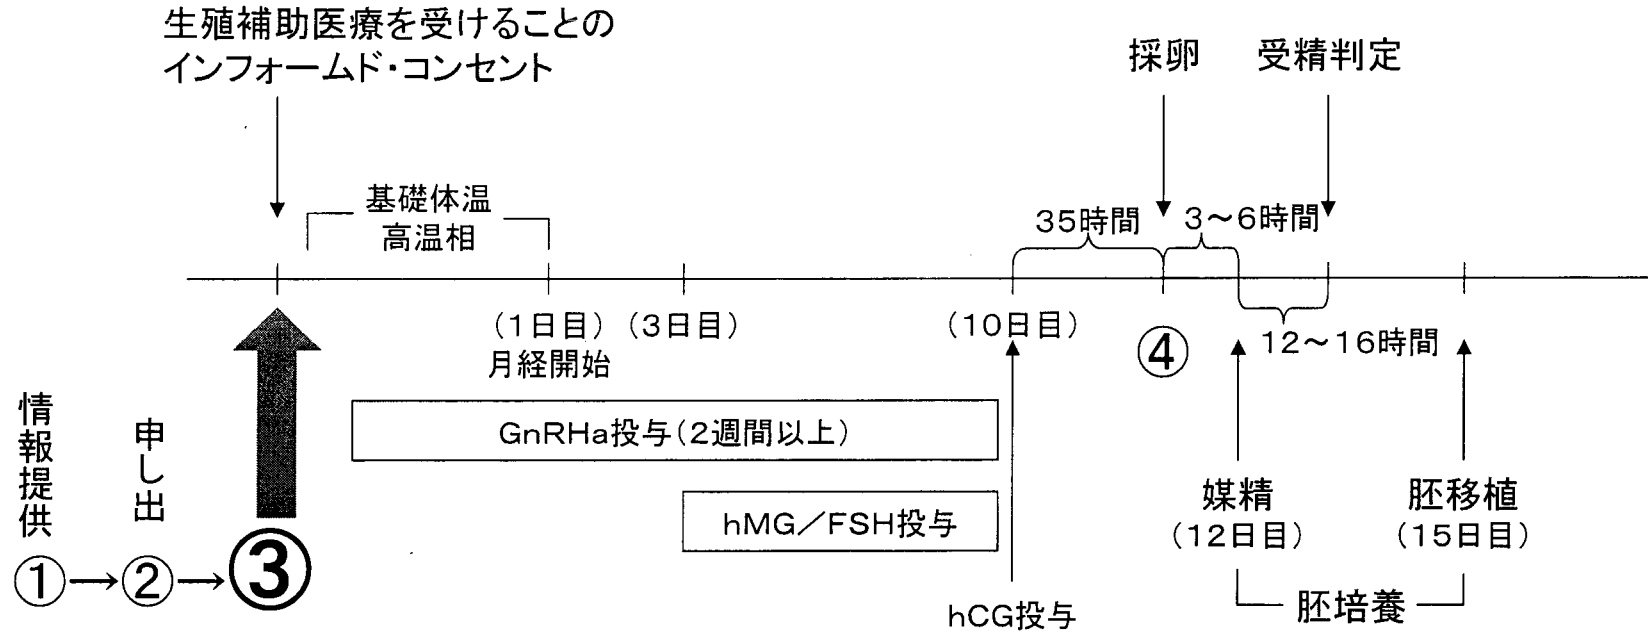 生殖補助医療を受けることの
インフォームド・コンセント
採卵
受精判定
基礎体温
高温相
35時間
3～6時間
(1日目)
月経開始
(3日目)
(10日目)
④
12～16時間
情報提供
申し出
GnRHa投与(2週間以上)
hMG／FSH投与
媒精
(12日目)
胚移植
(15日目)
①→②→③
hCG投与
胚培養